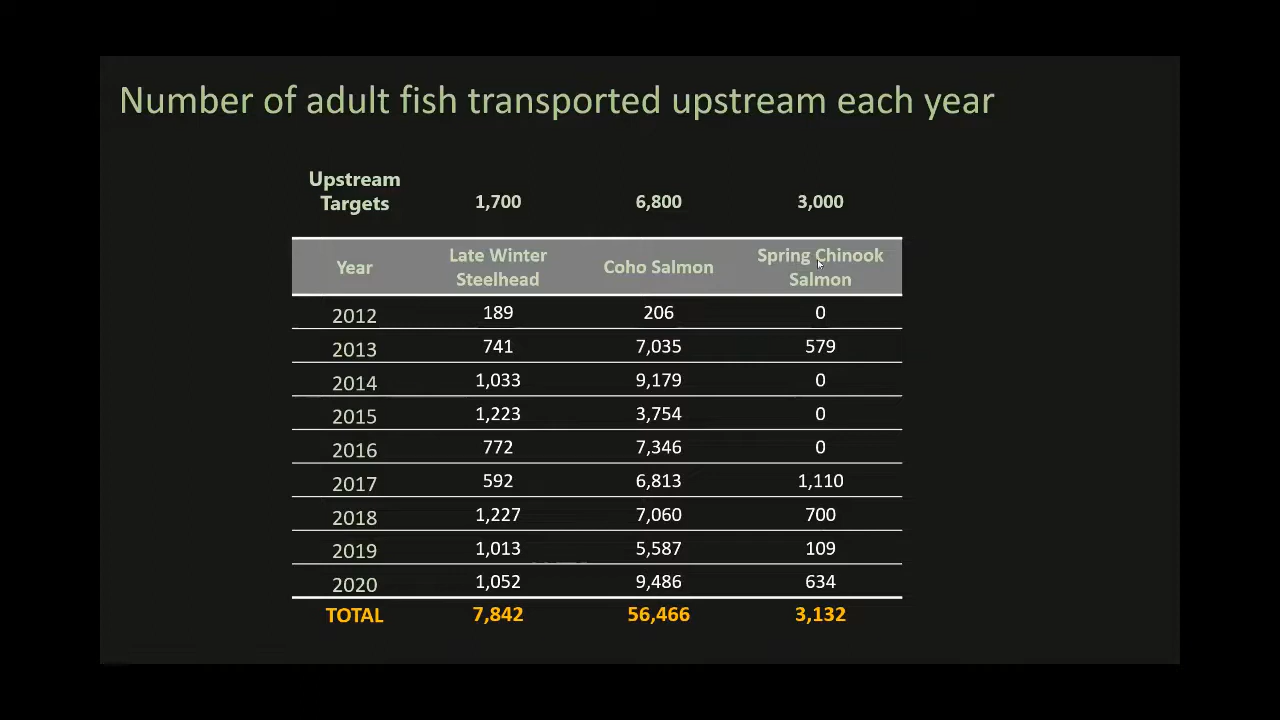 Number of adult fish transported upstream each year
Upstream
Targets 1,700 6,800 3,000
Year Late Winter Steelhead Coho Salmon Spring Chinook Salmon
2012 189 206 0
2013 741 7,035 579
2014 1,033 9,179 0
2015 1,223 3,754 0
2016 772 7,346 0
2017 592 6,813 1,110
2018 1,227 7,060 700
2019 1,013 5,587 109
2020 1,052 9,486 634
TOTAL 7,842 56,466 3,132